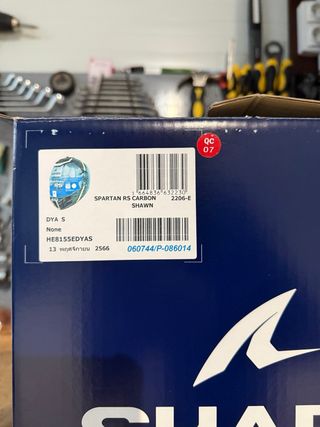 QC
07
1 664836 632230
SPARTAN RS CARBON 2206-E
SHAWN
DYA S
None
HE8155EDYAS
13 พฤศจิกายน 2566
060744/P-086014
SHAR